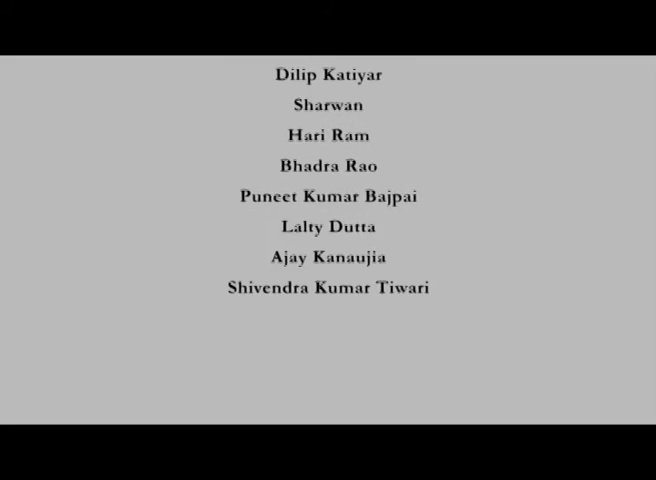 Dilip Katiyar
Sharwan
Hari Ram
Bhadra Rao
Puneet Kumar Bajpai
Lalty Dutta
Ajay Kanaujia
Shivendra Kumar Tiwari